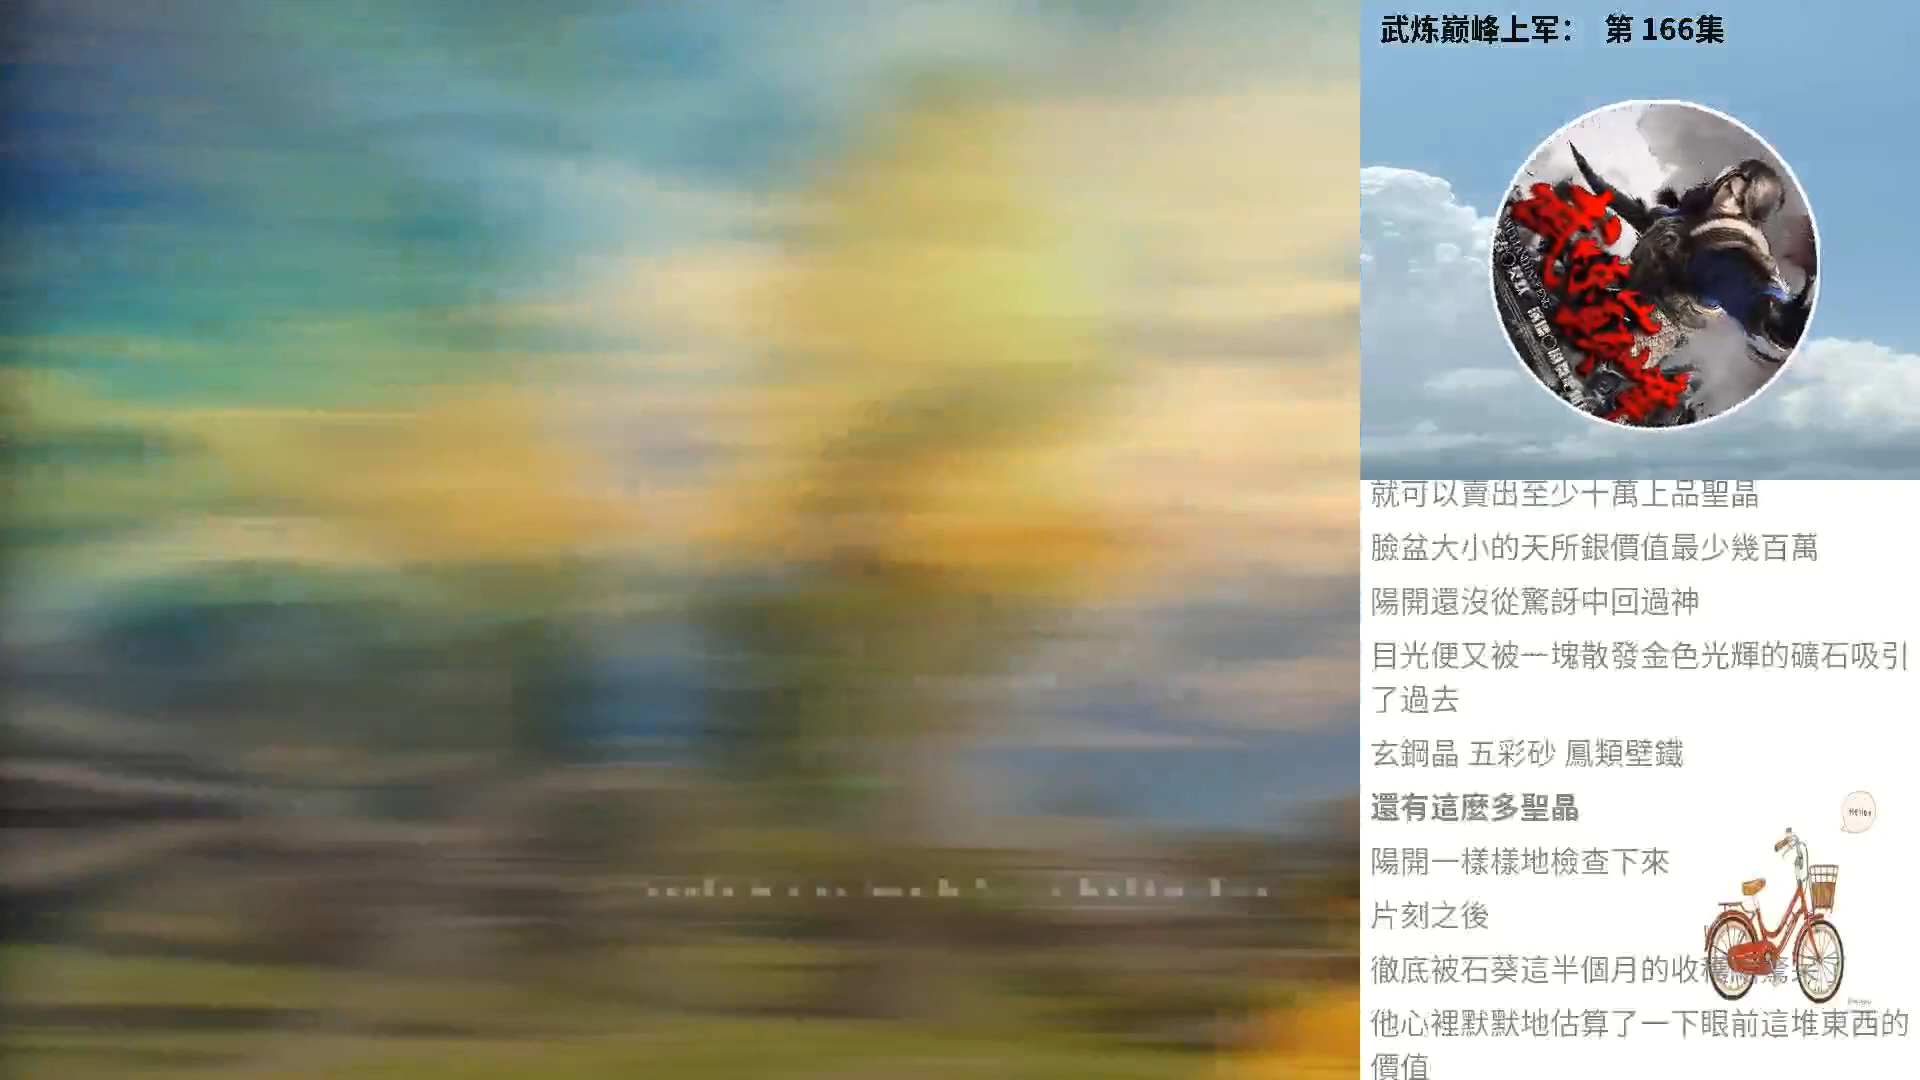 武炼巅峰上军： 第 166集
就可以賣出至少十萬上品聖晶
臉盆大小的天所銀價值最少幾百萬
陽開還沒從驚訝中回過神
目光便又被一塊散發金色光輝的礦石吸引
了過去
玄鋼晶 五彩砂 鳳類壁鐵
還有這麼多聖晶
陽開一樣樣地檢查下來
片刻之後
徹底被石葵這半個月的收穫給驚呆了
他心裡默默地估算了一下眼前這堆東西的
價值